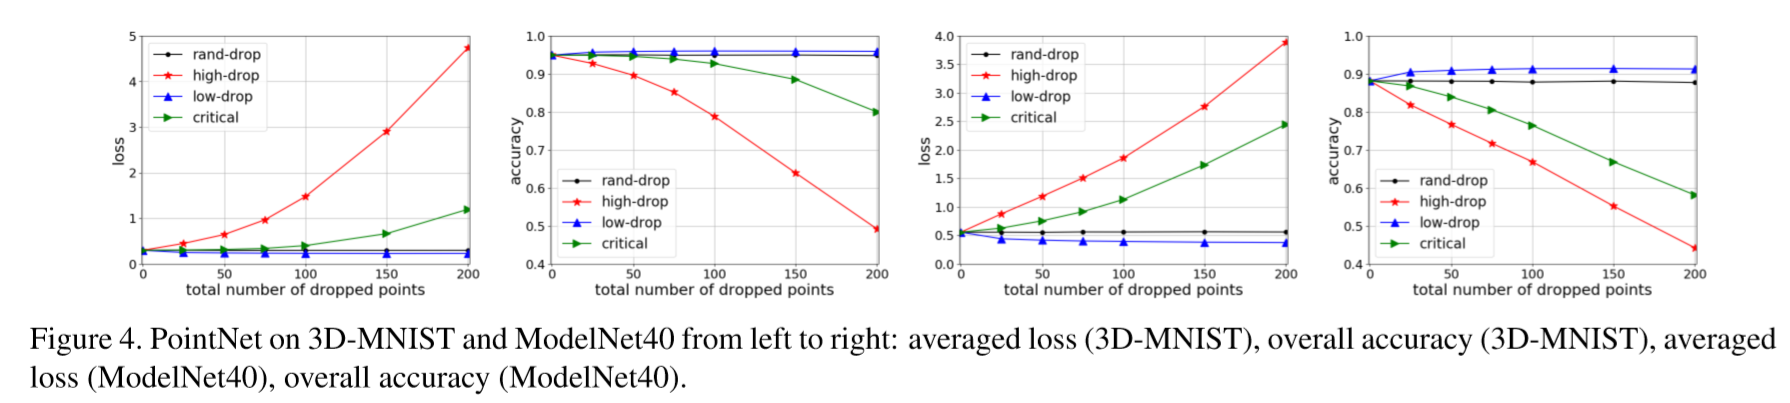 5
4
3
2
1
0
loss
rand-drop
high-drop
low-drop
critical
0 50 100 150 200
total number of dropped points
1.0
0.9
0.8
0.7
0.6
0.5
0.4
accuracy
rand-drop
high-drop
low-drop
critical
0 50 100 150 200
total number of dropped points
4.0
3.5
3.0
2.5
2.0
1.5
1.0
0.5
0.0
loss
rand-drop
high-drop
low-drop
critical
0 50 100 150 200
total number of dropped points
1.0
0.9
0.8
0.7
0.6
0.5
0.4
accuracy
rand-drop
high-drop
low-drop
critical
0 50 100 150 200
total number of dropped points
Figure 4. PointNet on 3D-MNIST and ModelNet40 from left to right: averaged loss (3D-MNIST), overall accuracy (3D-MNIST), averaged
loss (ModelNet40), overall accuracy (ModelNet40).